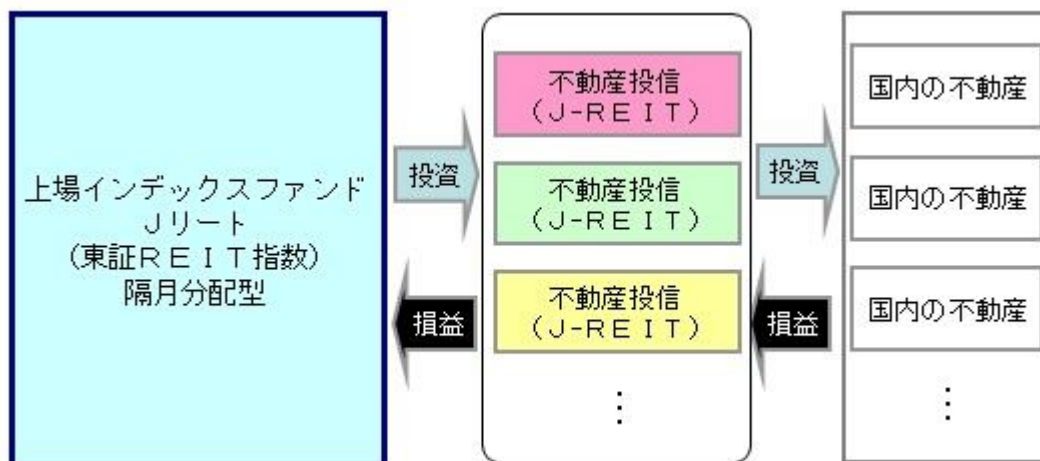 上場インデックスファンド
Ｊリート
(東証ＲＥＩＴ指数)
隔月分配型
投資
損益
不動産投信
(Ｊ-ＲＥＩＴ)
不動産投信
(Ｊ-ＲＥＩＴ)
不動産投信
(Ｊ-ＲＥＩＴ)
⋮
投資
損益
国内の不動産
国内の不動産
国内の不動産
⋮